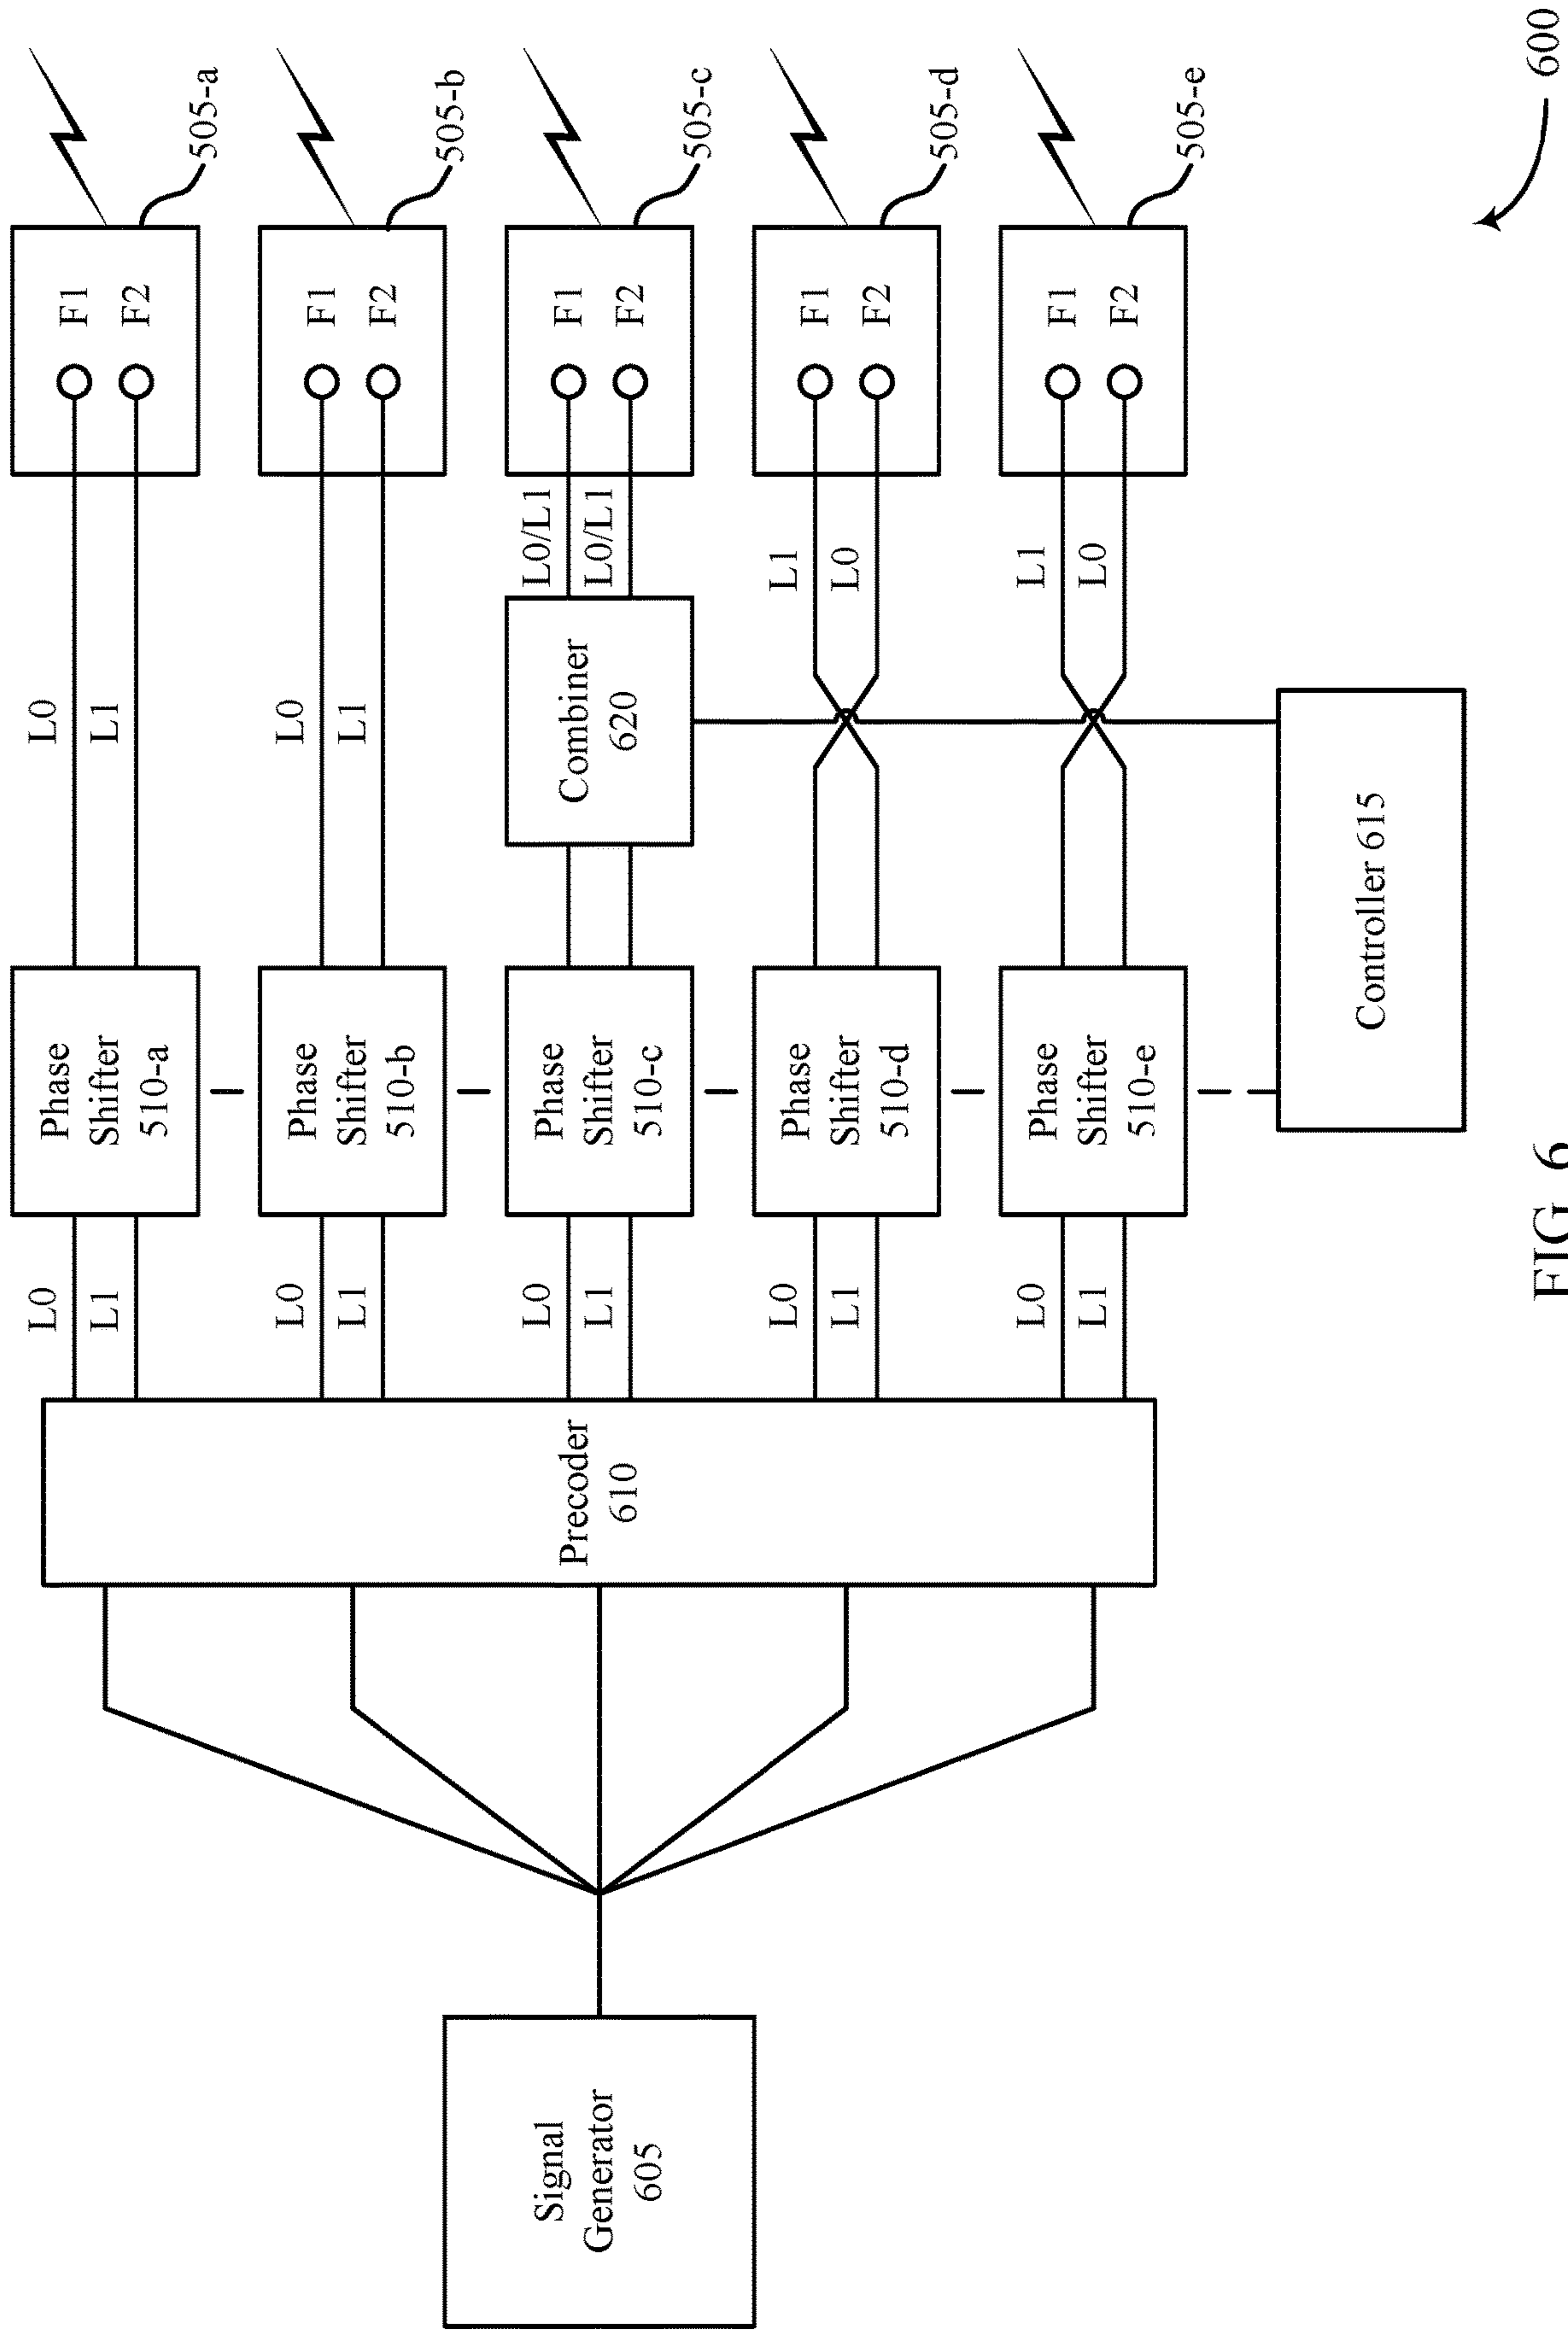 Signal
Generator
605
Precoder
610
L0
L1
L0
L1
L0
L1
L0
L1
L0
L1
Phase
Shifter
510-a
Phase
Shifter
510-b
Phase
Shifter
510-c
Phase
Shifter
510-d
Phase
Shifter
510-e
L0
L1
L0
L1
Combiner
620
L0/L1
L0/L1
L1
L0
L1
L0
Controller 615
F1
F2
F1
F2
F1
F2
F1
F2
F1
F2
505-a
505-b
505-c
505-d
505-e
600
FIG. 6